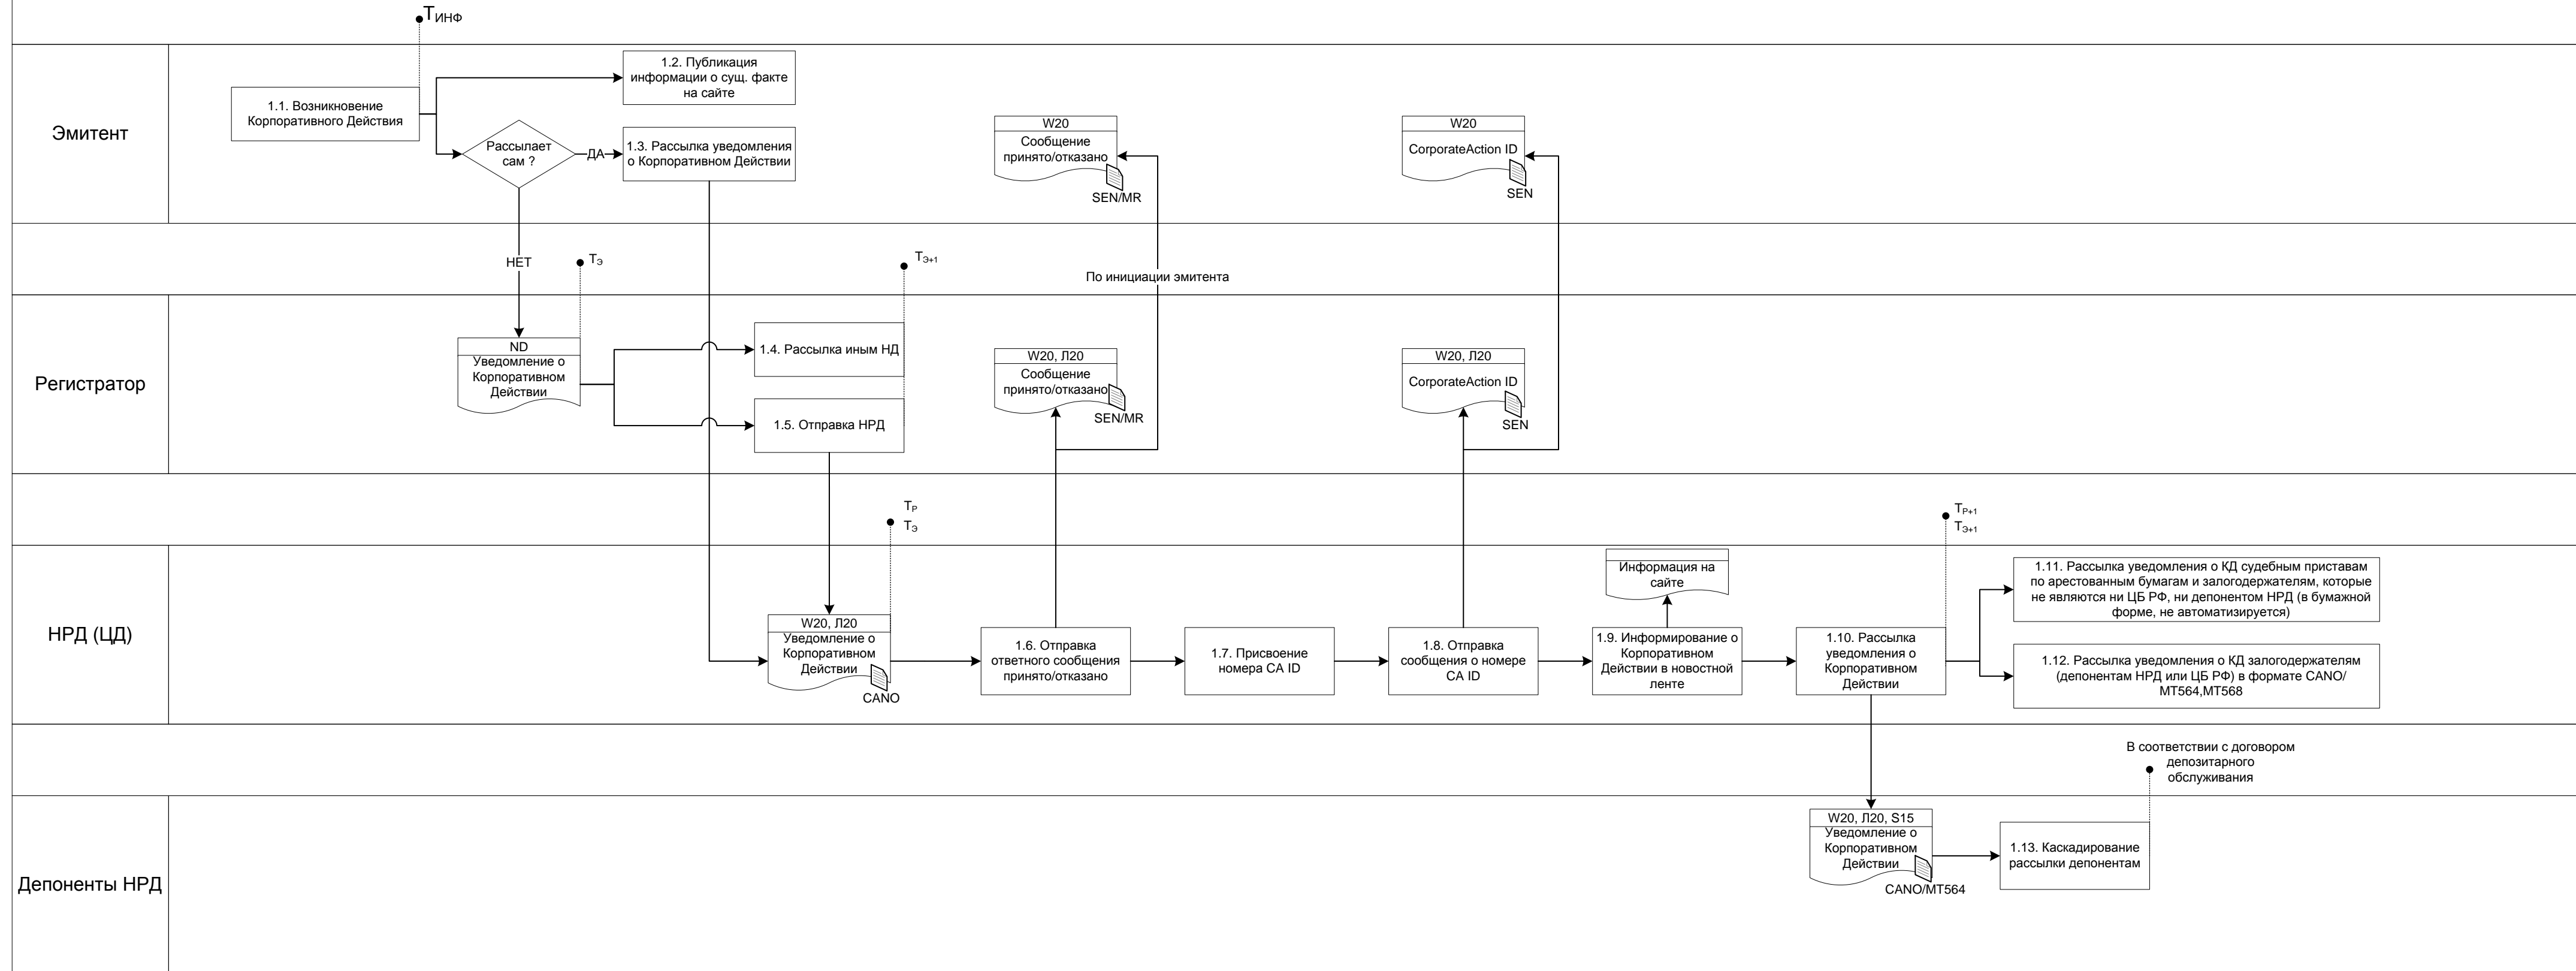 ТИНФ
Эмитент
1.1. Возникновение
Корпоративного Действия
1.2. Публикация
информации о сущ. факте
на сайте
Рассылает
сам ?
ДА
1.3. Рассылка уведомления
о Корпоративном Действии
W20
Сообщение
принято/отказано
SEN/MR
W20
CorporateAction ID
SEN
НЕТ
ТЭ
ТЭ+1
По инициации эмитента
Регистратор
ND
Уведомление о
Корпоративном
Действии
1.4. Рассылка иным НД
1.5. Отправка НРД
W20, Л20
Сообщение
принято/отказано
SEN/MR
W20, Л20
CorporateAction ID
SEN
ТР
ТЭ
ТР+1
ТЭ+1
НРД (ЦД)
W20, Л20
Уведомление о
Корпоративном
Действии
CANO
1.6. Отправка
ответного сообщения
принято/отказано
1.7. Присвоение
номера CA ID
1.8. Отправка
сообщения о номере
CA ID
Информация на
сайте
1.9. Информирование о
Корпоративном
Действии в новостной
ленте
1.10. Рассылка
уведомления о
Корпоративном
Действии
1.11. Рассылка уведомления о КД судебным приставам
по арестованным бумагам и залогодержателям, которые
не являются ни ЦБ РФ, ни депонентом НРД (в бумажной
форме, не автоматизируется)
1.12. Рассылка уведомления о КД залогодержателям
(депонентам НРД или ЦБ РФ) в формате CANO/
MT564,MT568
В соответствии с договором
депозитарного
обслуживания
Депоненты НРД
W20, Л20, S15
Уведомление о
Корпоративном
Действии
CANO/MT564
1.13. Каскадирование
рассылки депонентам